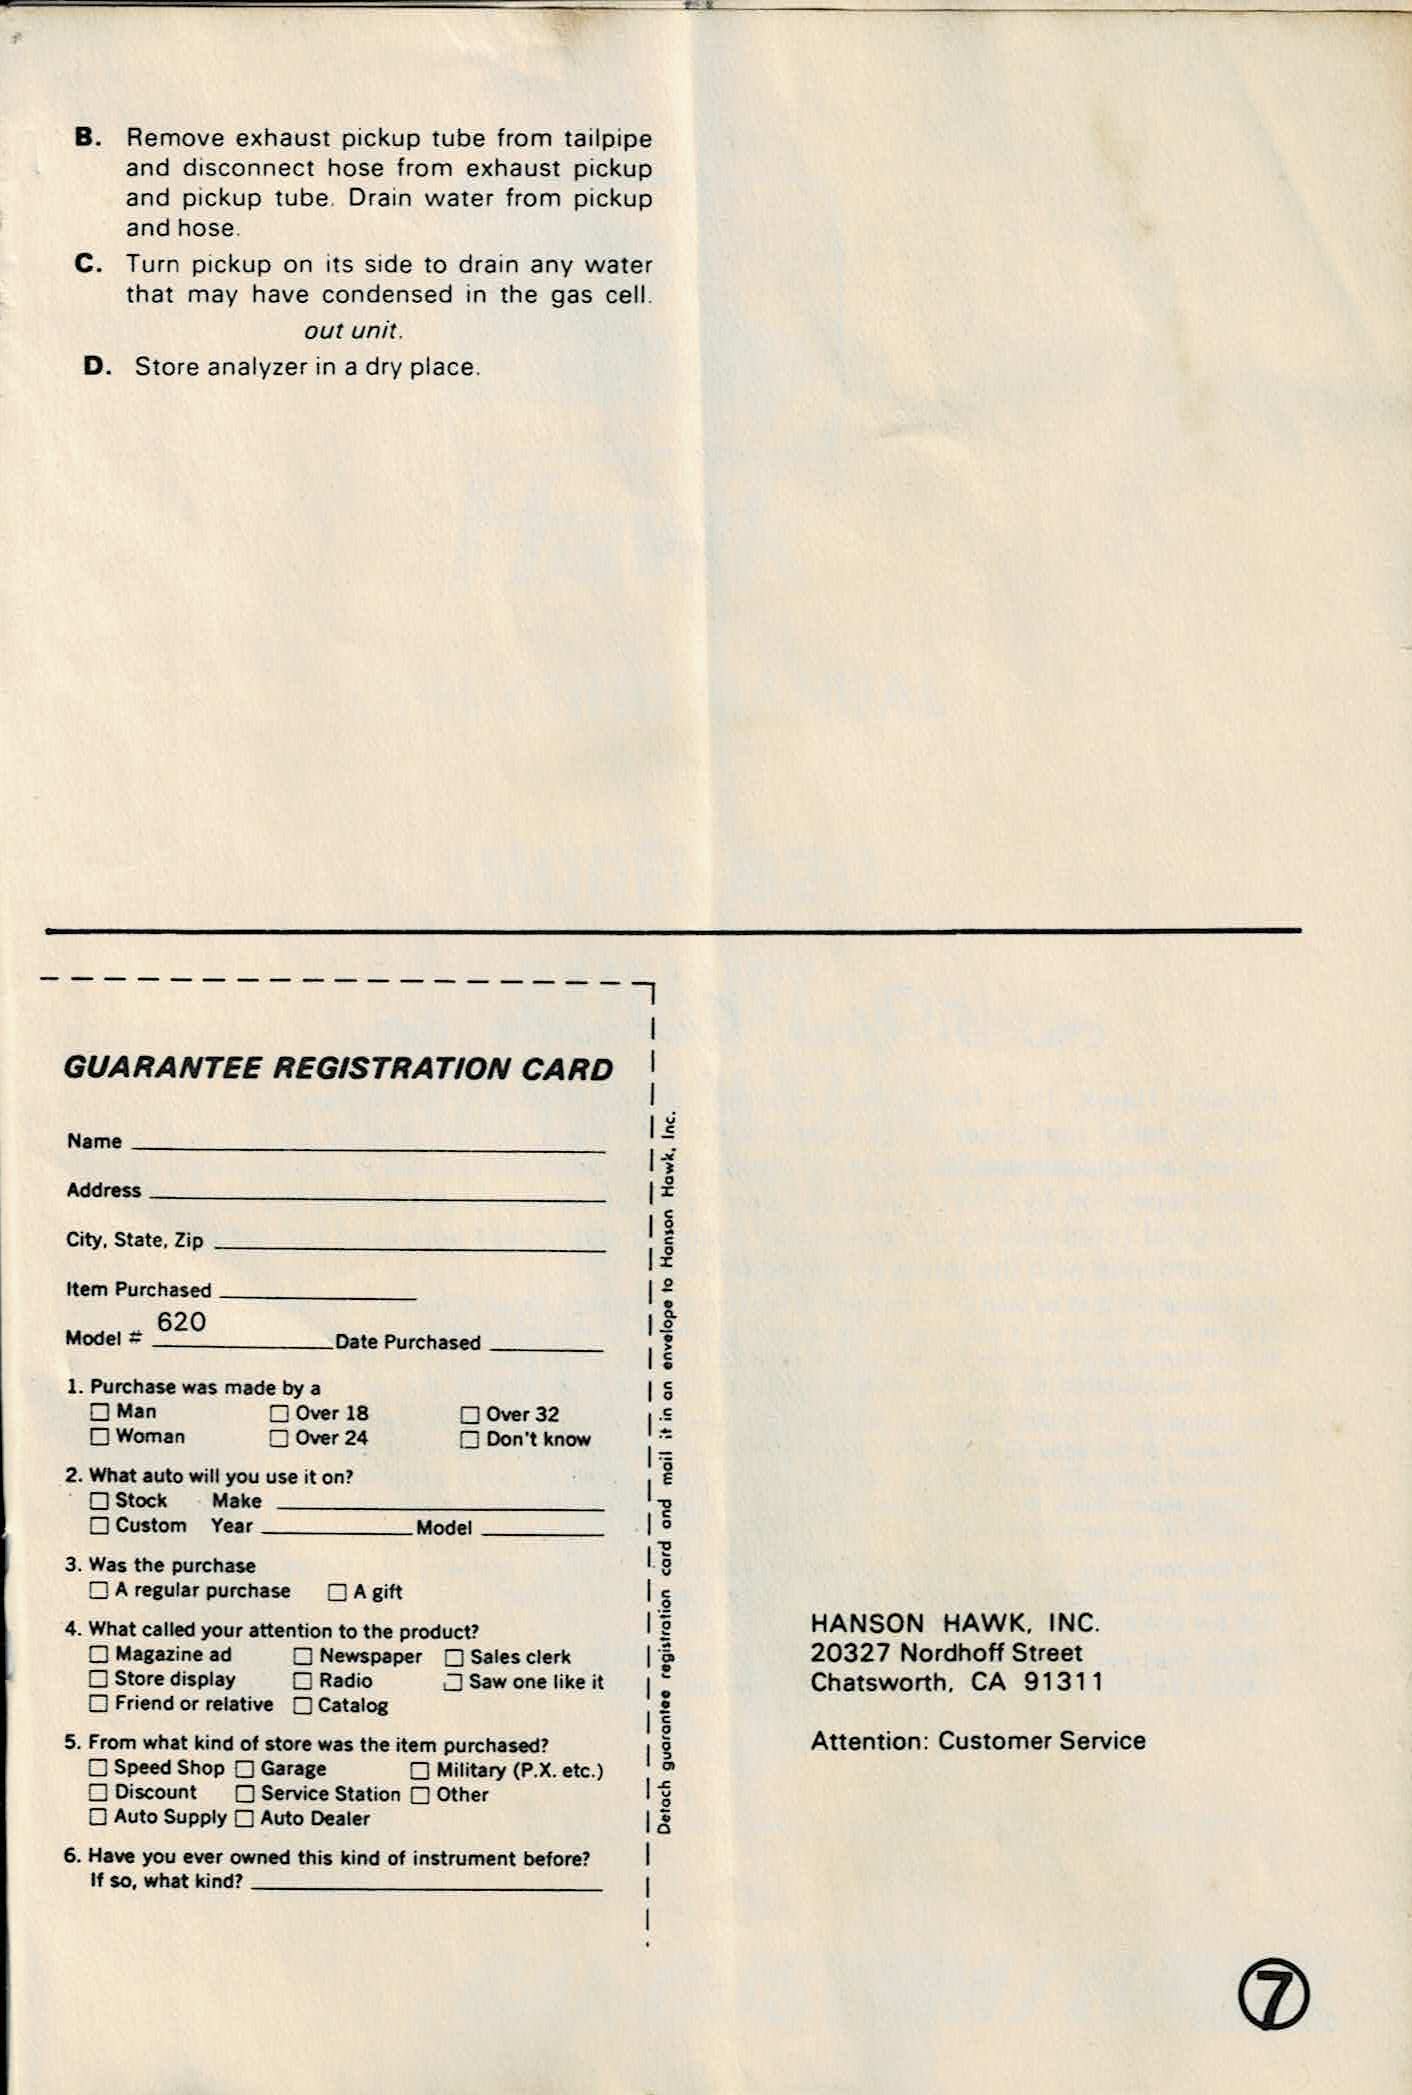 B. Remove exhaust pickup tube from tailpipe
and disconnect hose from exhaust pickup
and pickup tube. Drain water from pickup
and hose.
C. Turn pickup on its side to drain any water
that may have condensed in the gas cell.
out unit.
D. Store analyzer in a dry place.
GUARANTEE REGISTRATION CARD
Name
Address
City, State, Zip
Item Purchased
Model # 620 Date Purchased
1. Purchase was made by a
☐ Man ☐ Over 18 ☐ Over 32
☐ Woman ☐ Over 24 ☐ Don't know
2. What auto will you use it on?
☐ Stock Make
☐ Custom Year Model
3. Was the purchase
☐ A regular purchase ☐ A gift
4. What called your attention to the product?
☐ Magazine ad ☐ Newspaper ☐ Sales clerk
☐ Store display ☐ Radio ☐ Saw one like it
☐ Friend or relative ☐ Catalog
5. From what kind of store was the item purchased?
☐ Speed Shop ☐ Garage ☐ Military (P.X. etc.)
☐ Discount ☐ Service Station ☐ Other
☐ Auto Supply ☐ Auto Dealer
6. Have you ever owned this kind of instrument before?
If so, what kind?
Detach guarantee registration card and mail it in an envelope to Hanson Hawk, Inc.
HANSON HAWK, INC.
20327 Nordhoff Street
Chatsworth, CA 91311
Attention: Customer Service
7